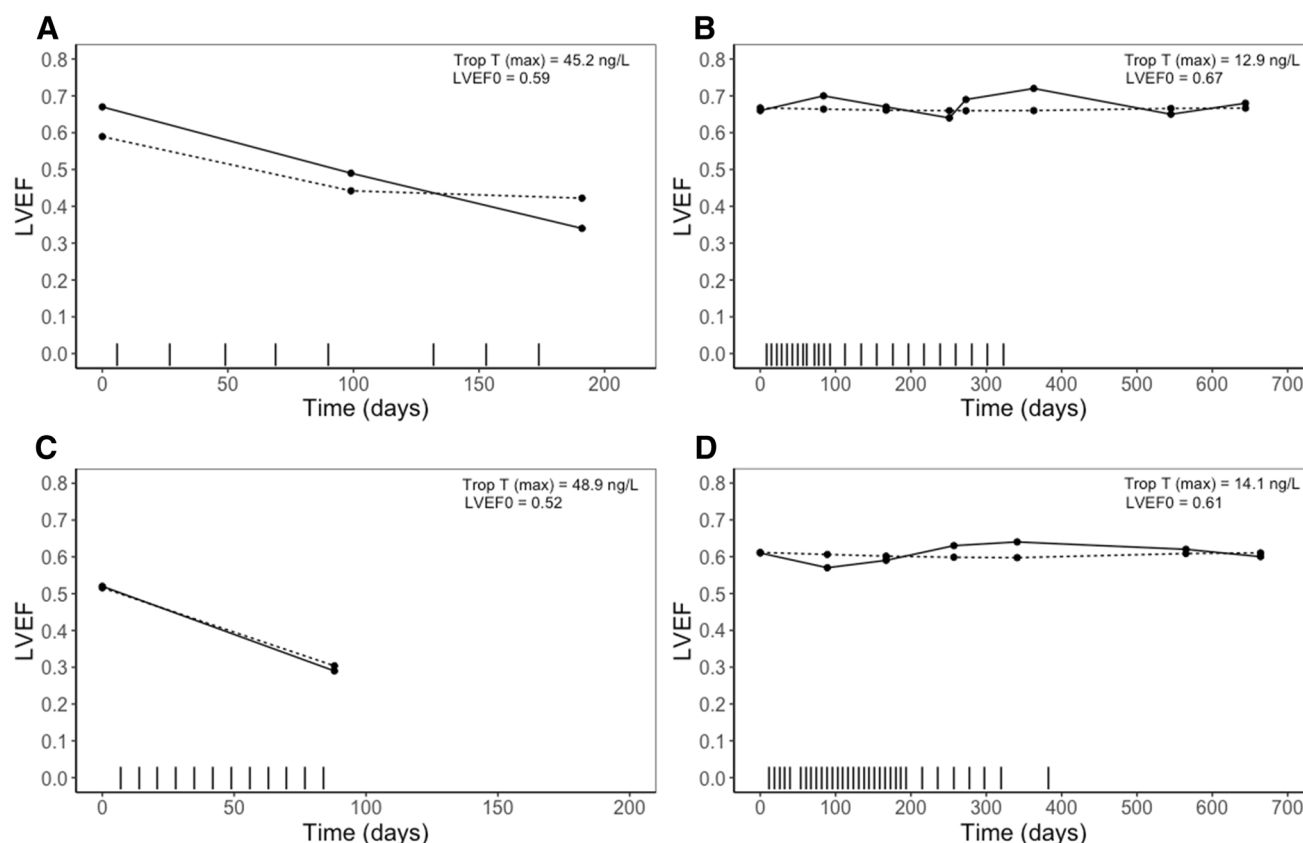 A
Trop T (max) = 45.2 ng/L
LVEF0 = 0.59
LVEF
0.8
0.7
0.6
0.5
0.4
0.3
0.2
0.1
0.0
0 50 100 150 200
Time (days)
B
Trop T (max) = 12.9 ng/L
LVEF0 = 0.67
LVEF
0.8
0.7
0.6
0.5
0.4
0.3
0.2
0.1
0.0
0 100 200 300 400 500 600 700
Time (days)
C
Trop T (max) = 48.9 ng/L
LVEF0 = 0.52
LVEF
0.8
0.7
0.6
0.5
0.4
0.3
0.2
0.1
0.0
0 50 100 150 200
Time (days)
D
Trop T (max) = 14.1 ng/L
LVEF0 = 0.61
LVEF
0.8
0.7
0.6
0.5
0.4
0.3
0.2
0.1
0.0
0 100 200 300 400 500 600 700
Time (days)